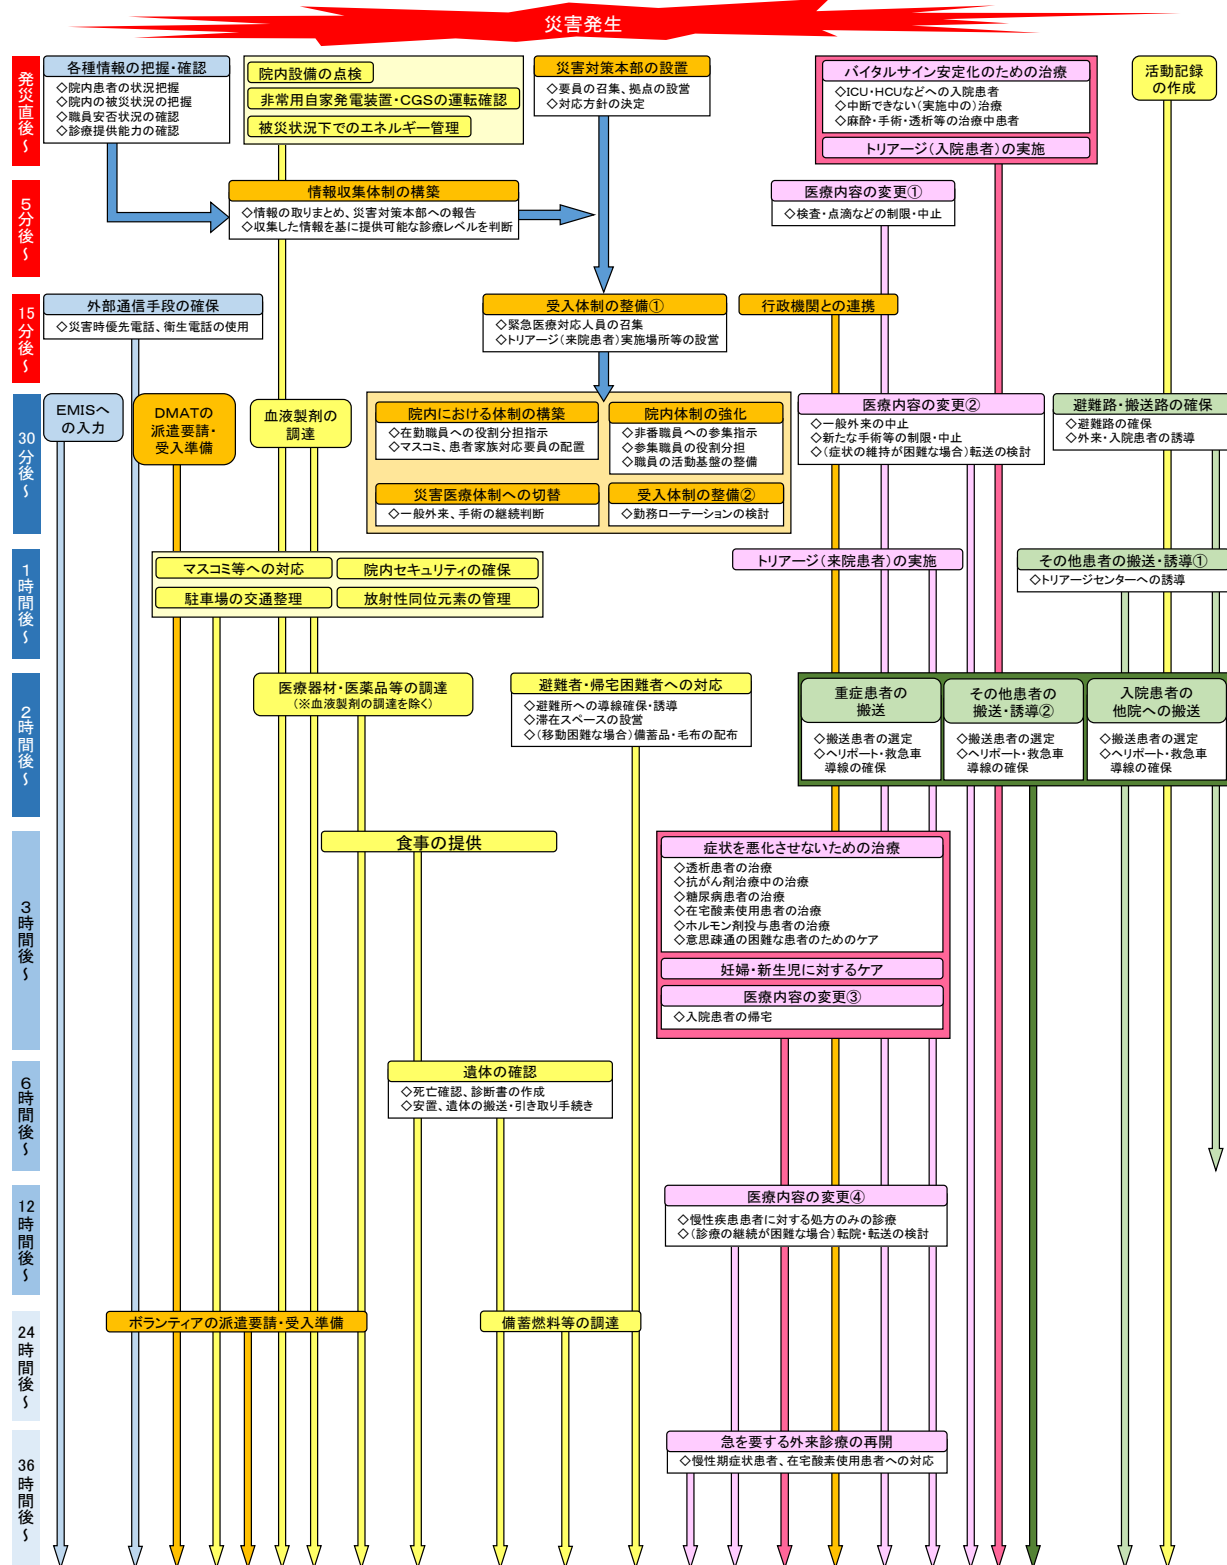 災害発生
発災直後～
各種情報の把握・確認
◇院内患者の状況把握
◇院内の被災状況の把握
◇職員安否状況の確認
◇診療提供能力の確認
院内設備の点検
非常用自家発電装置・CGSの運転確認
被災状況下でのエネルギー管理
災害対策本部の設置
◇要員の召集、拠点の設営
◇対応方針の決定
バイタルサイン安定化のための治療
◇ICU・HCUなどへの入院患者
◇中断できない(実施中の)治療
◇麻酔・手術・透析等の治療中患者
トリアージ(入院患者)の実施
活動記録
の作成
5分後～
情報収集体制の構築
◇情報の取りまとめ、災害対策本部への報告
◇収集した情報を基に提供可能な診療レベルを判断
医療内容の変更①
◇検査・点滴などの制限・中止
15分後～
外部通信手段の確保
◇災害時優先電話、衛生電話の使用
受入体制の整備①
◇緊急医療対応人員の召集
◇トリアージ(来院患者)実施場所等の設営
行政機関との連携
30分後～
EMISへ
の入力
DMATの
派遣要請・
受入準備
血液製剤の
調達
院内における体制の構築
◇在勤職員への役割分担指示
◇マスコミ、患者家族対応要員の配置
院内体制の強化
◇非番職員への参集指示
◇参集職員の役割分担
◇職員の活動基盤の整備
災害医療体制への切替
◇一般外来、手術の継続判断
受入体制の整備②
◇勤務ローテーションの検討
医療内容の変更②
◇一般外来の中止
◇新たな手術等の制限・中止
◇(症状の維持が困難な場合)転送の検討
避難路・搬送路の確保
◇避難路の確保
◇外来・入院患者の誘導
1時間後～
マスコミ等への対応
院内セキュリティの確保
駐車場の交通整理
放射性同位元素の管理
トリアージ(来院患者)の実施
その他患者の搬送・誘導①
◇トリアージセンターへの誘導
2時間後～
医療器材・医薬品等の調達
(※血液製剤の調達を除く)
避難者・帰宅困難者への対応
◇避難所への導線確保・誘導
◇滞在スペースの設営
◇(移動困難な場合)備蓄品・毛布の配布
重症患者の
搬送
◇搬送患者の選定
◇ヘリポート・救急車
導線の確保
その他患者の
搬送・誘導②
◇搬送患者の選定
◇ヘリポート・救急車
導線の確保
入院患者の
他院への搬送
◇搬送患者の選定
◇ヘリポート・救急車
導線の確保
3時間後～
食事の提供
症状を悪化させないための治療
◇透析患者の治療
◇抗がん剤治療中の治療
◇糖尿病患者の治療
◇在宅酸素使用患者の治療
◇ホルモン剤投与患者の治療
◇意思疎通の困難な患者のためのケア
妊婦・新生児に対するケア
医療内容の変更③
◇入院患者の帰宅
6時間後～
遺体の確認
◇死亡確認、診断書の作成
◇安置、遺体の搬送・引き取り手続き
12時間後～
医療内容の変更④
◇慢性疾患患者に対する処方のみの診療
◇(診療の継続が困難な場合)転院・転送の検討
24時間後～
ボランティアの派遣要請・受入準備
備蓄燃料等の調達
36時間後～
急を要する外来診療の再開
◇慢性期症状患者、在宅酸素使用患者への対応